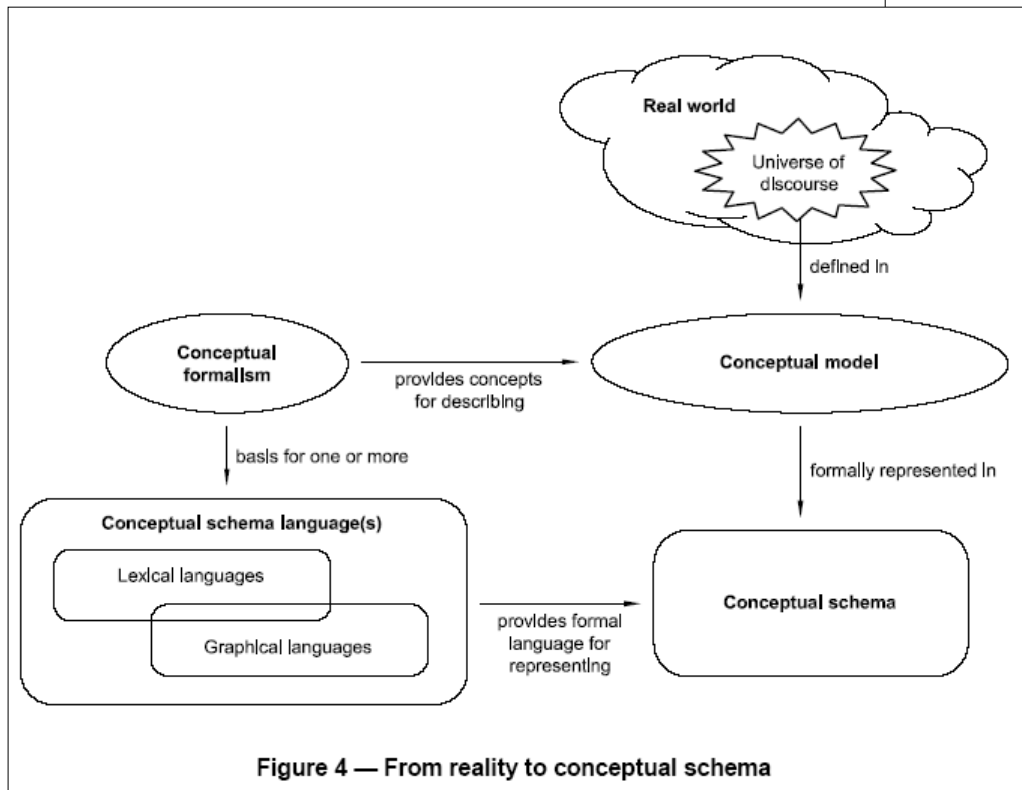 Real world
Universe of
discourse
defined in
Conceptual
formalism
provides concepts
for describing
Conceptual model
basis for one or more
formally represented in
Conceptual schema language(s)
Lexical languages
Graphical languages
provides formal
language for
representing
Conceptual schema
Figure 4 — From reality to conceptual schema